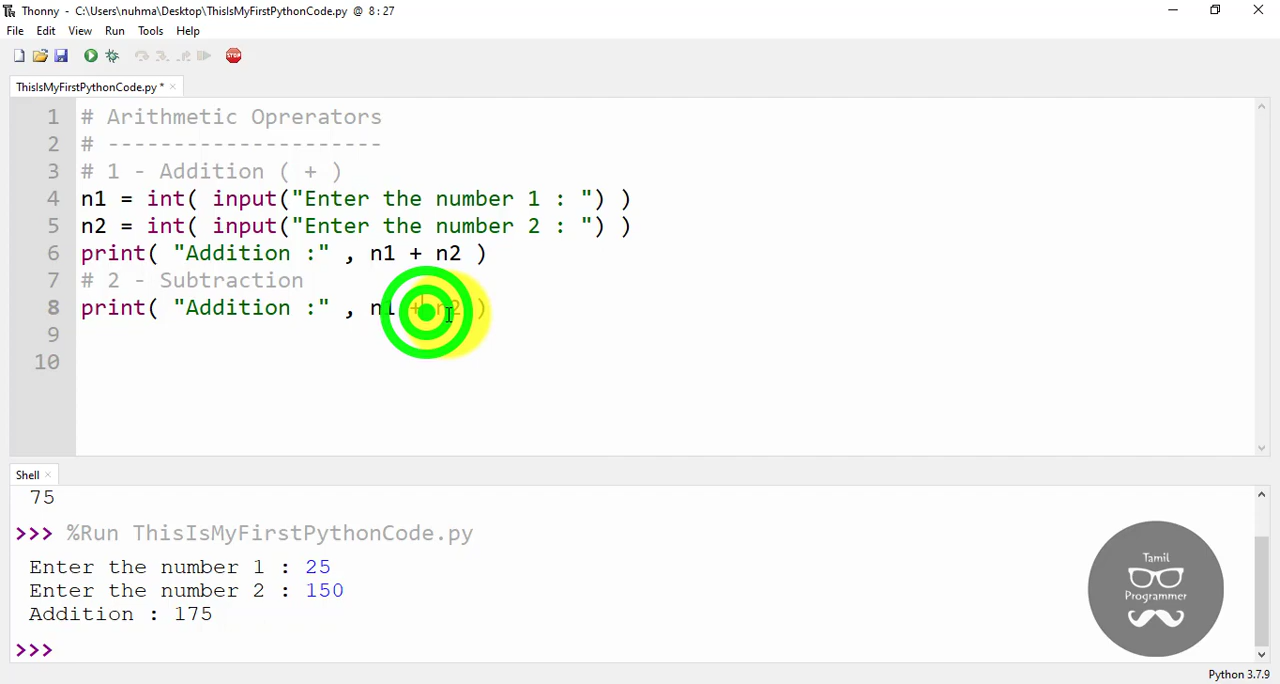 Thonny - C:\Users\nuhma\Desktop\ThisIsMyFirstPythonCode.py @ 8:27
File Edit View Run Tools Help
STOP
ThisIsMyFirstPythonCode.py * ×
1 # Arithmetic Oprerators
2 # ---------------------
3 # 1 - Addition ( + )
4 n1 = int( input("Enter the number 1 : ") )
5 n2 = int( input("Enter the number 2 : ") )
6 print( "Addition :" , n1 + n2 )
7 # 2 - Subtraction
8 print( "Addition :" , n1 + n2 )
9
10
Shell ×
75
>>> %Run ThisIsMyFirstPythonCode.py
Enter the number 1 : 25
Enter the number 2 : 150
Addition : 175
>>>
Tamil
Programmer
Python 3.7.9